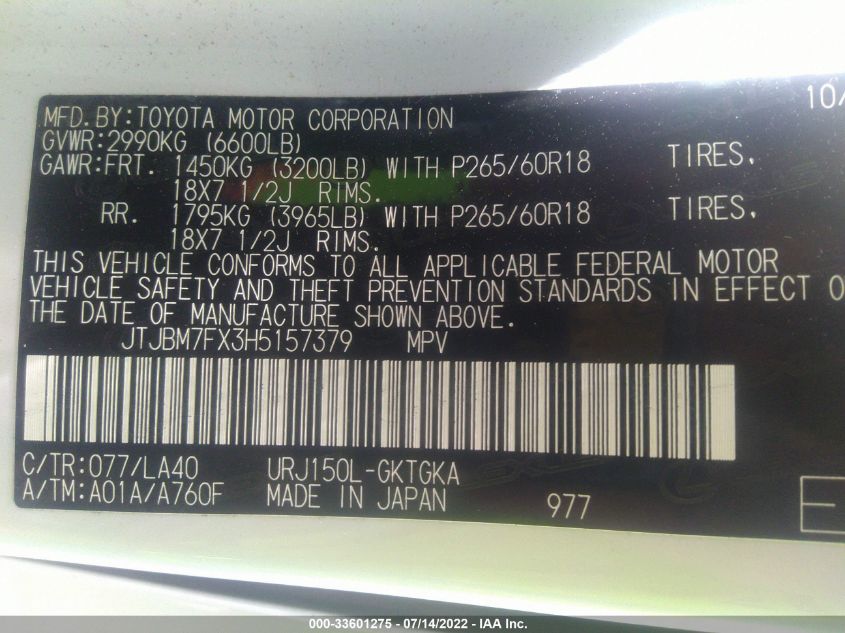 10/
MFD.BY:TOYOTA MOTOR CORPORATION
GVWR:2990KG (6600LB)
GAWR:FRT. 1450KG (3200LB) WITH P265/60R18 TIRES,
18X7 1/2J RIMS.
RR. 1795KG (3965LB) WITH P265/60R18 TIRES,
18X7 1/2J RIMS.
THIS VEHICLE CONFORMS TO ALL APPLICABLE FEDERAL MOTOR
VEHICLE SAFETY AND THEFT PREVENTION STANDARDS IN EFFECT O
THE DATE OF MANUFACTURE SHOWN ABOVE.
JTJBM7FX3H5157379 MPV
C/TR:077/LA40 URJ150L-GKTGKA
A/TM:A01A/A760F MADE IN JAPAN 977
E
000-33601275 - 07/14/2022 - IAA Inc.